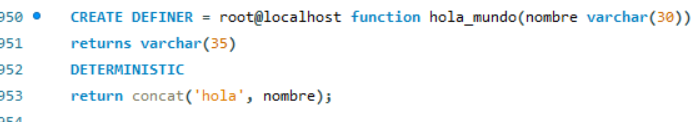 950 CREATE DEFINER = root@localhost function hola_mundo(nombre varchar(30))
951 returns varchar(35)
952 DETERMINISTIC
953 return concat('hola', nombre);
954